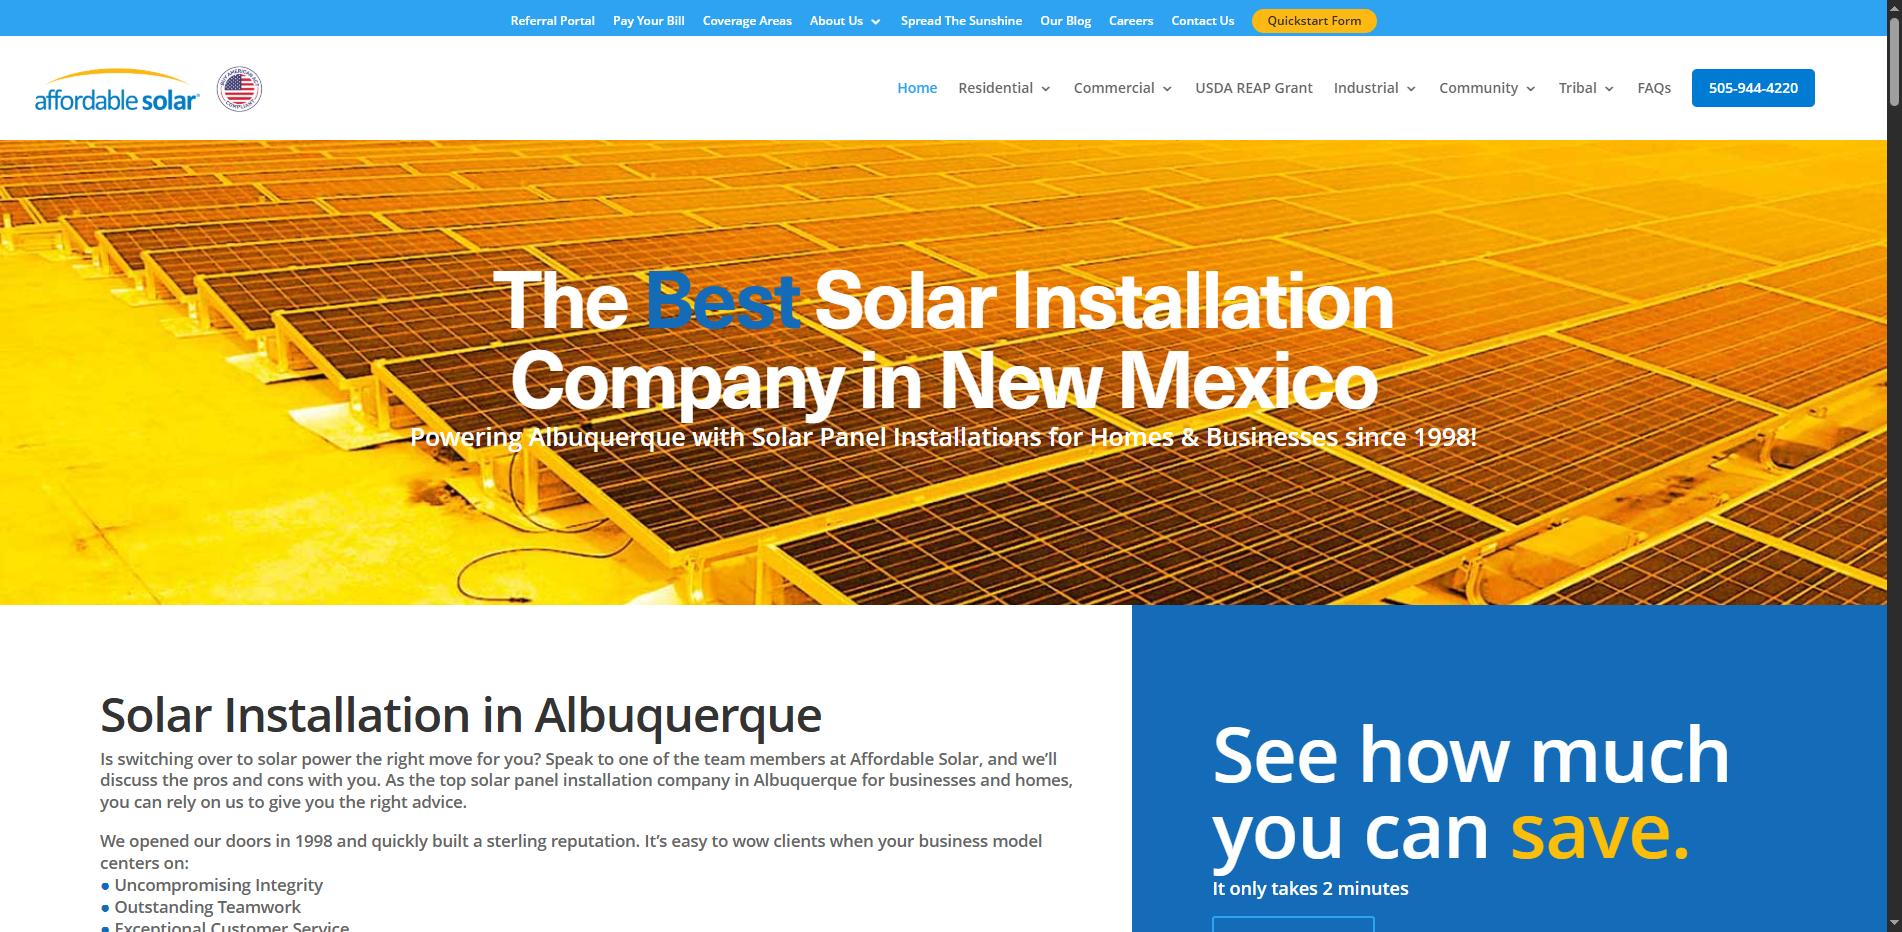 Referral Portal Pay Your Bill Coverage Areas About Us Spread The Sunshine Our Blog Careers Contact Us Quickstart Form
affordable solar
BUY AMERICAN ACT COMPLIANT
Home Residential Commercial USDA REAP Grant Industrial Community Tribal FAQs 505-944-4220
The Best Solar Installation
Company in New Mexico
Powering Albuquerque with Solar Panel Installations for Homes & Businesses since 1998!
Solar Installation in Albuquerque
Is switching over to solar power the right move for you? Speak to one of the team members at Affordable Solar, and we’ll
discuss the pros and cons with you. As the top solar panel installation company in Albuquerque for businesses and homes,
you can rely on us to give you the right advice.
We opened our doors in 1998 and quickly built a sterling reputation. It’s easy to wow clients when your business model
centers on:
● Uncompromising Integrity
● Outstanding Teamwork
● Exceptional Customer Service
See how much
you can save.
It only takes 2 minutes